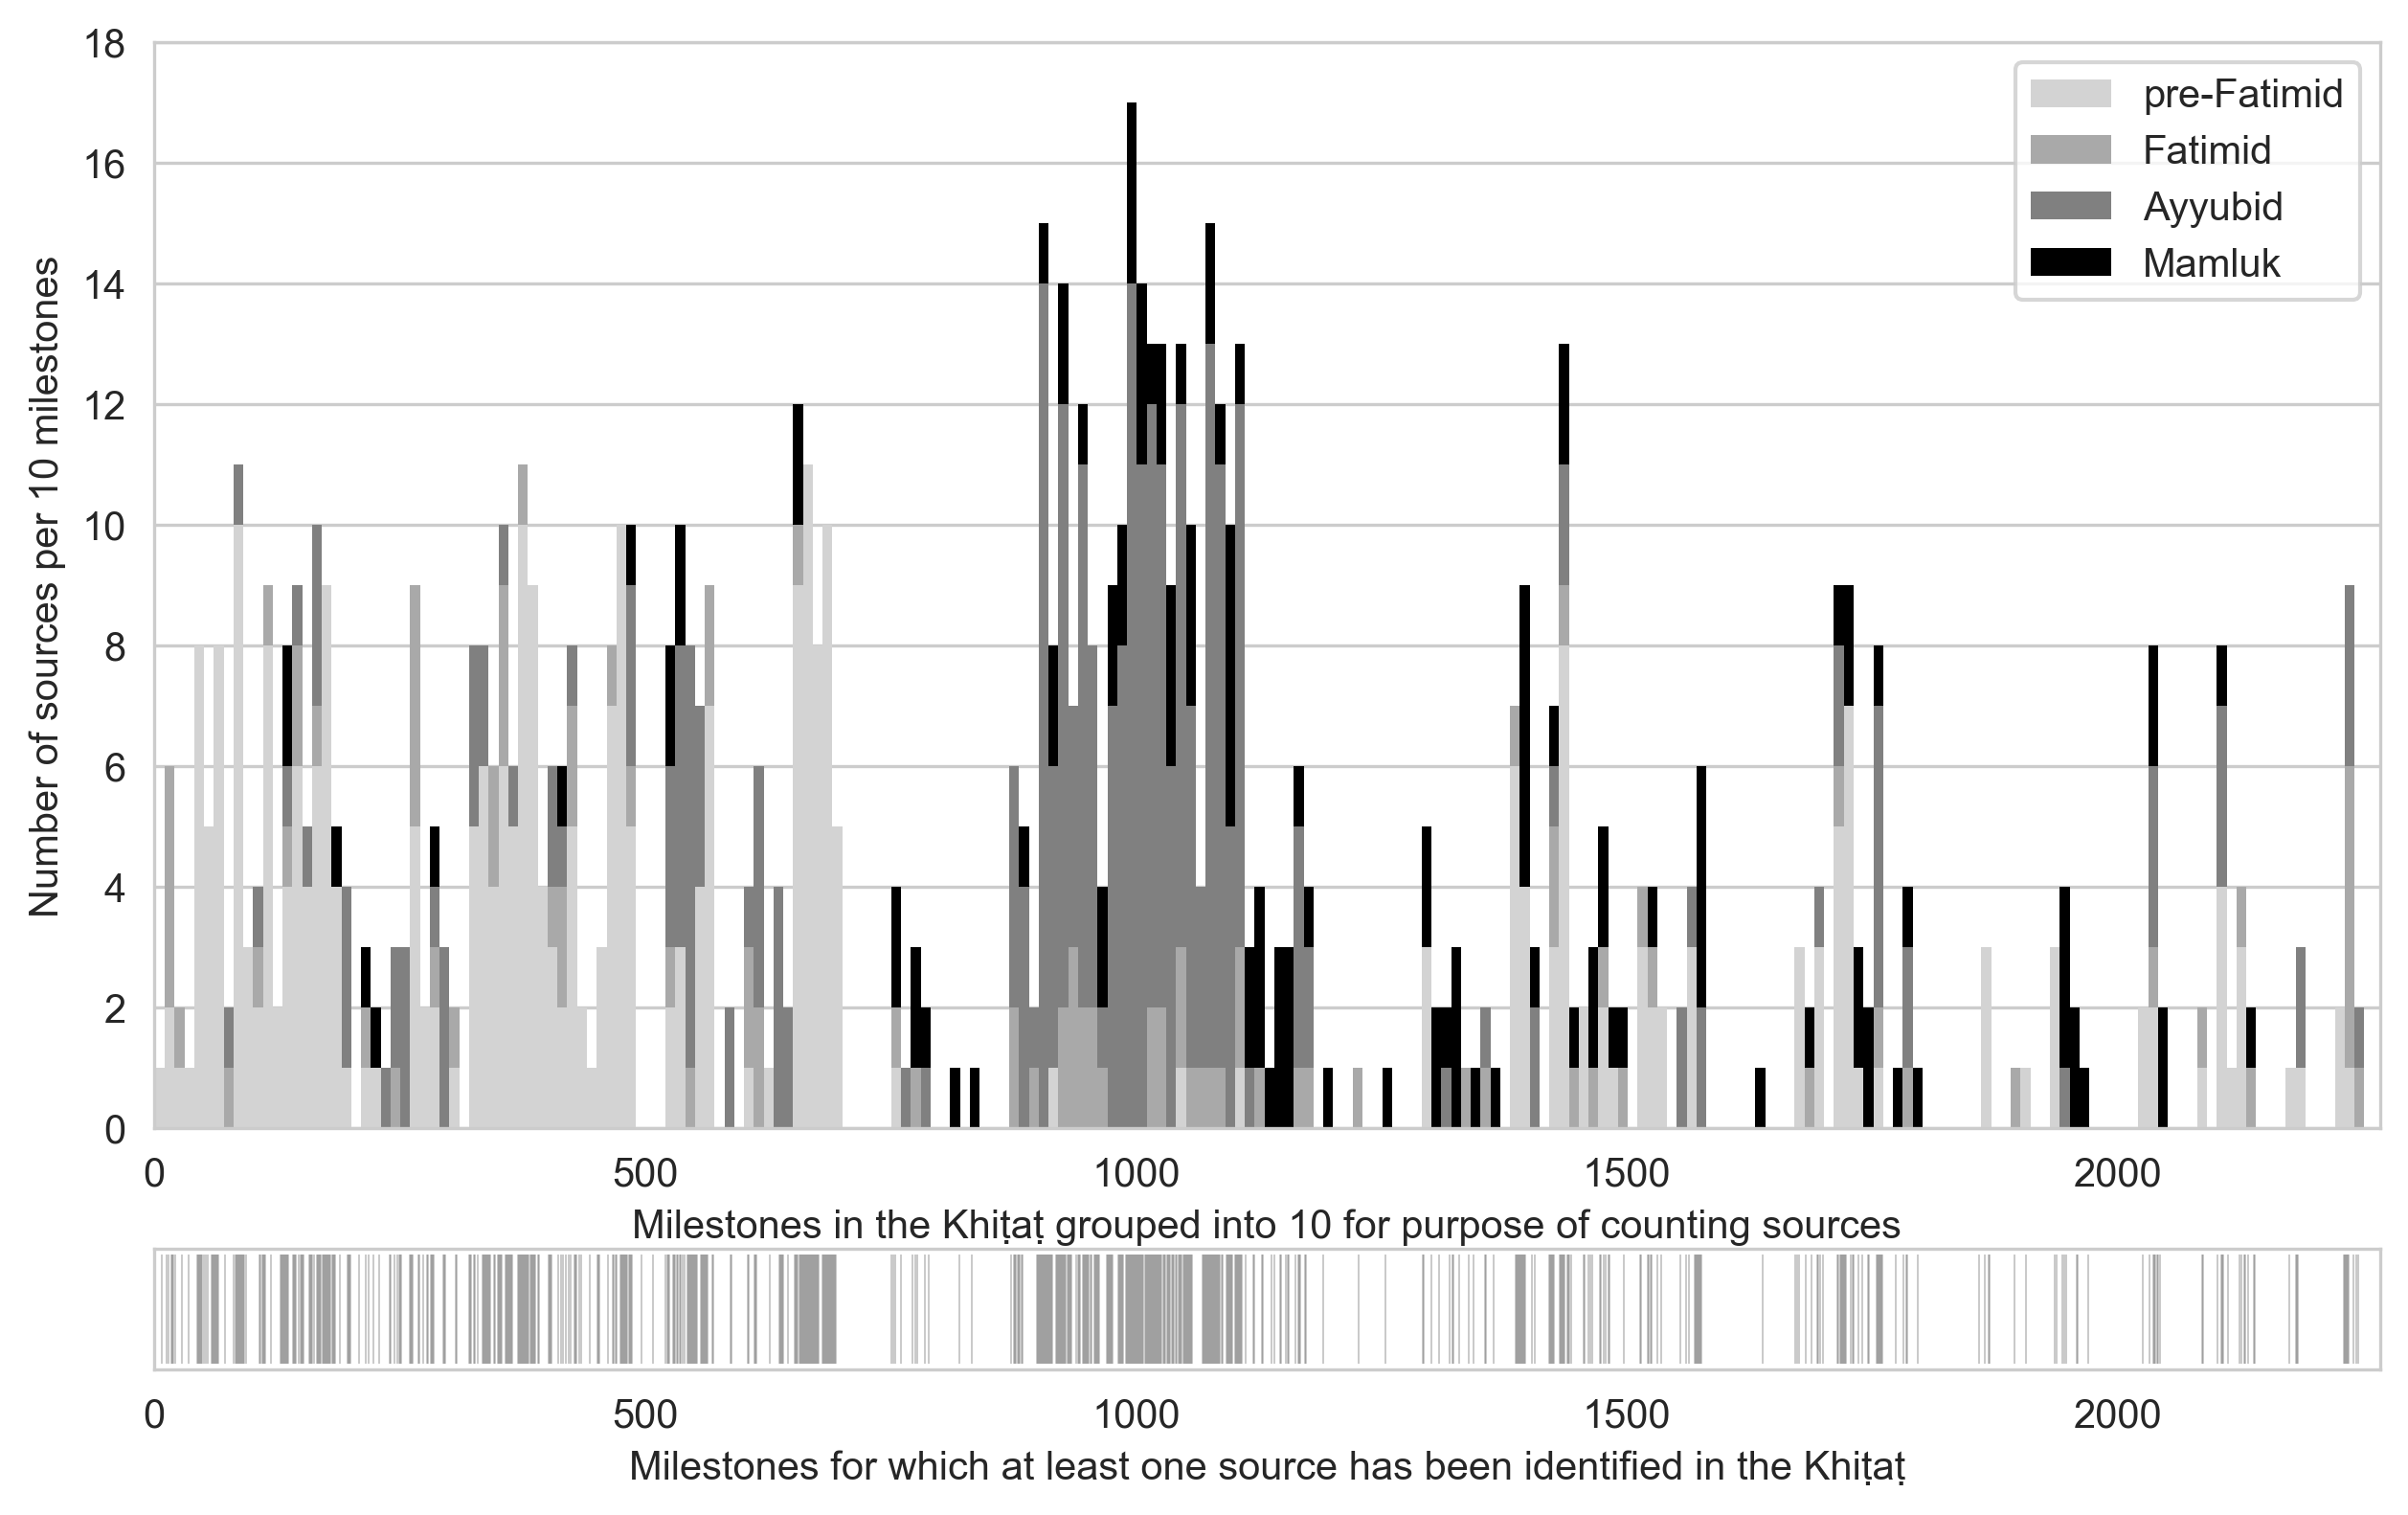 18
16
14
12
10
8
6
4
2
0
Number of sources per 10 milestones
pre-Fatimid
Fatimid
Ayyubid
Mamluk
0 500 1000 1500 2000
Milestones in the Khiṭaṭ grouped into 10 for purpose of counting sources
0 500 1000 1500 2000
Milestones for which at least one source has been identified in the Khiṭaṭ